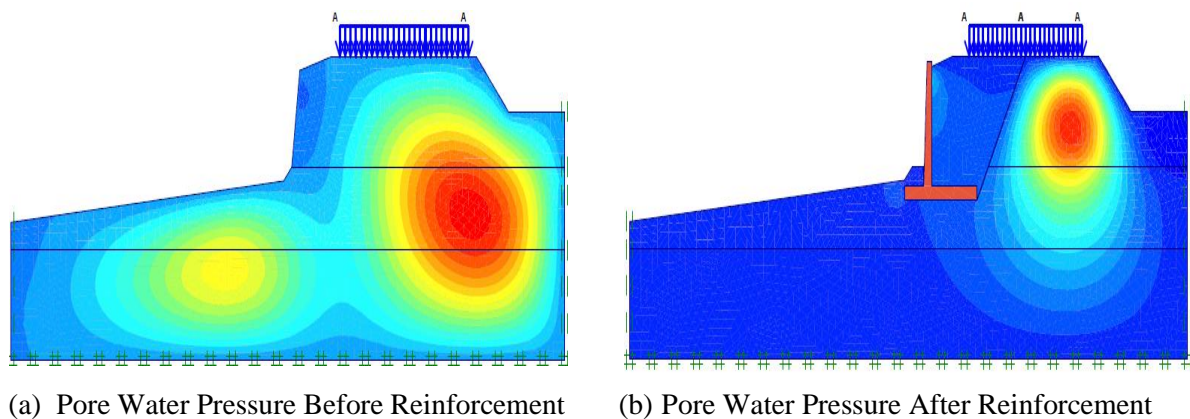 A A A A A
(a) Pore Water Pressure Before Reinforcement (b) Pore Water Pressure After Reinforcement